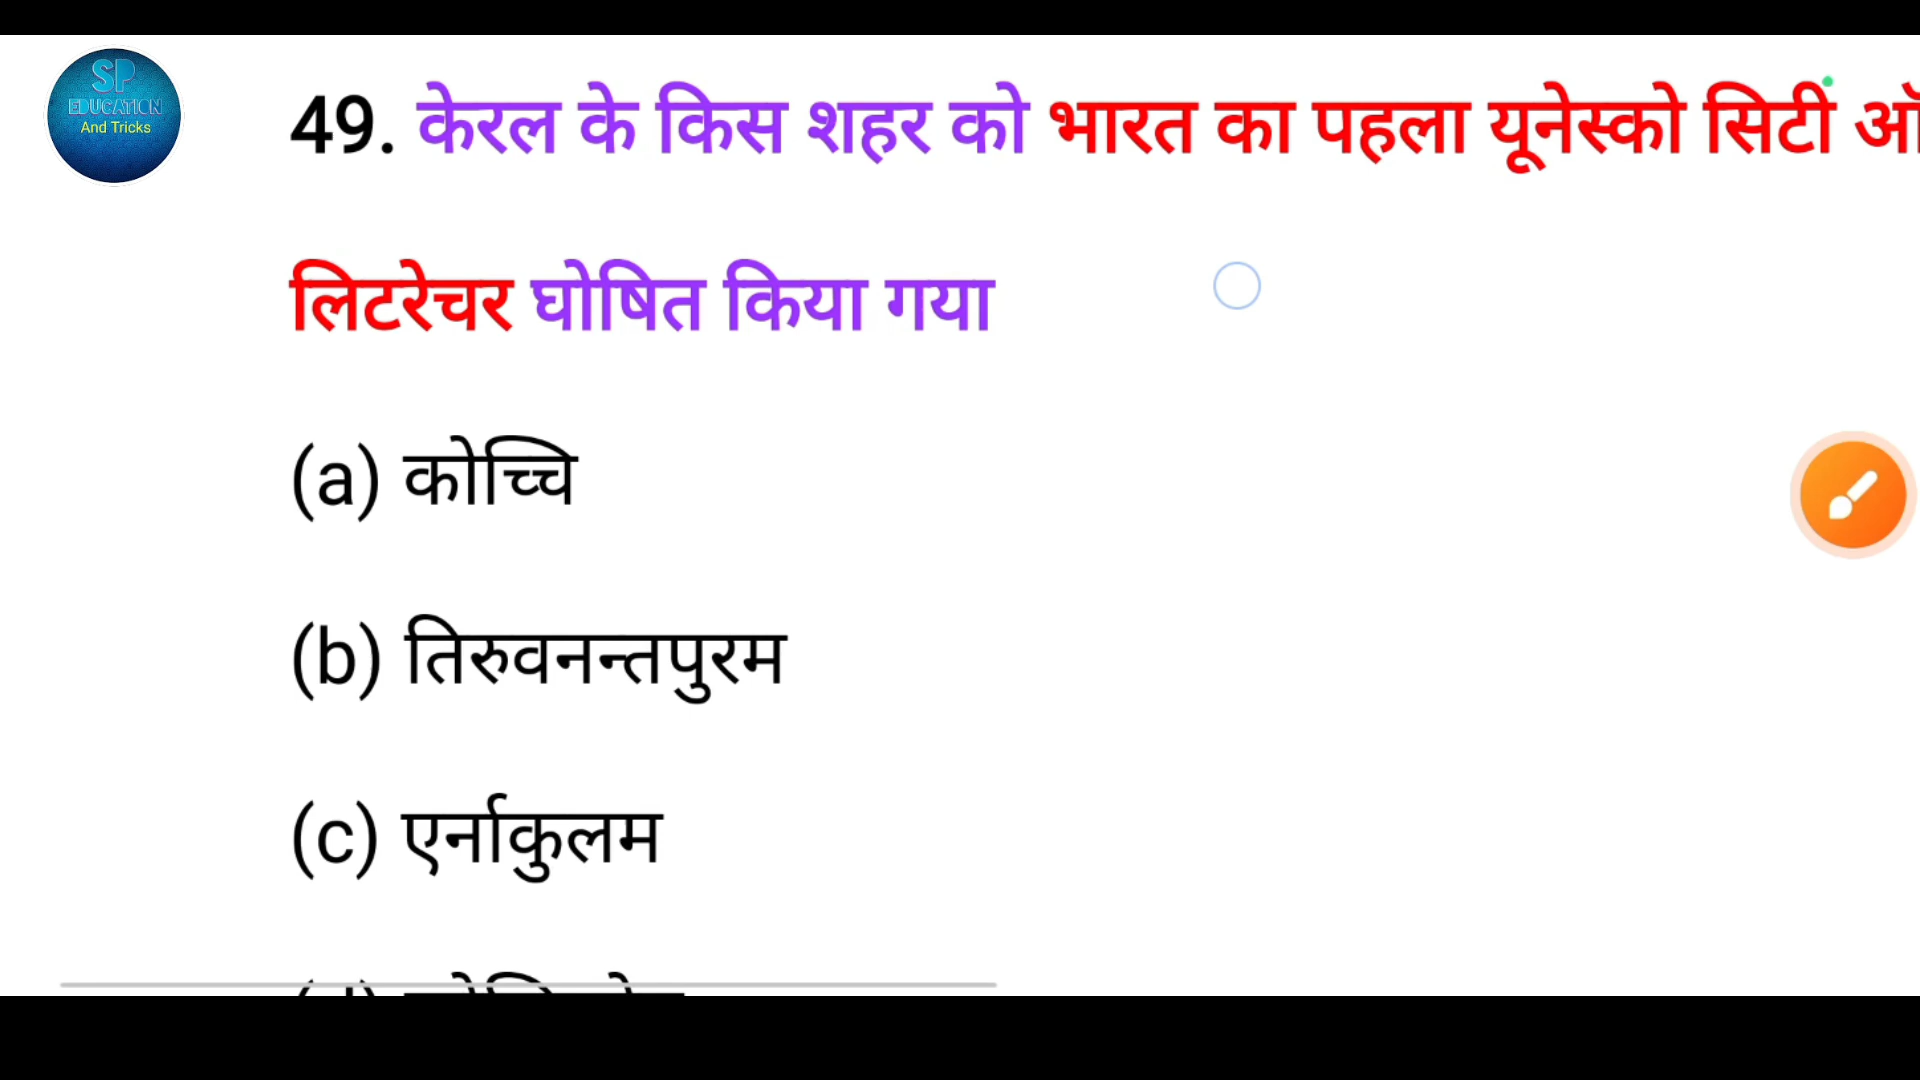 SP
EDUCATION
And Tricks
49. केरल के किस शहर को भारत का पहला यूनेस्को सिटी ऑ
लिटरेचर घोषित किया गया
(a) कोच्चि
(b) तिरुवनन्तपुरम
(c) एर्नाकुलम